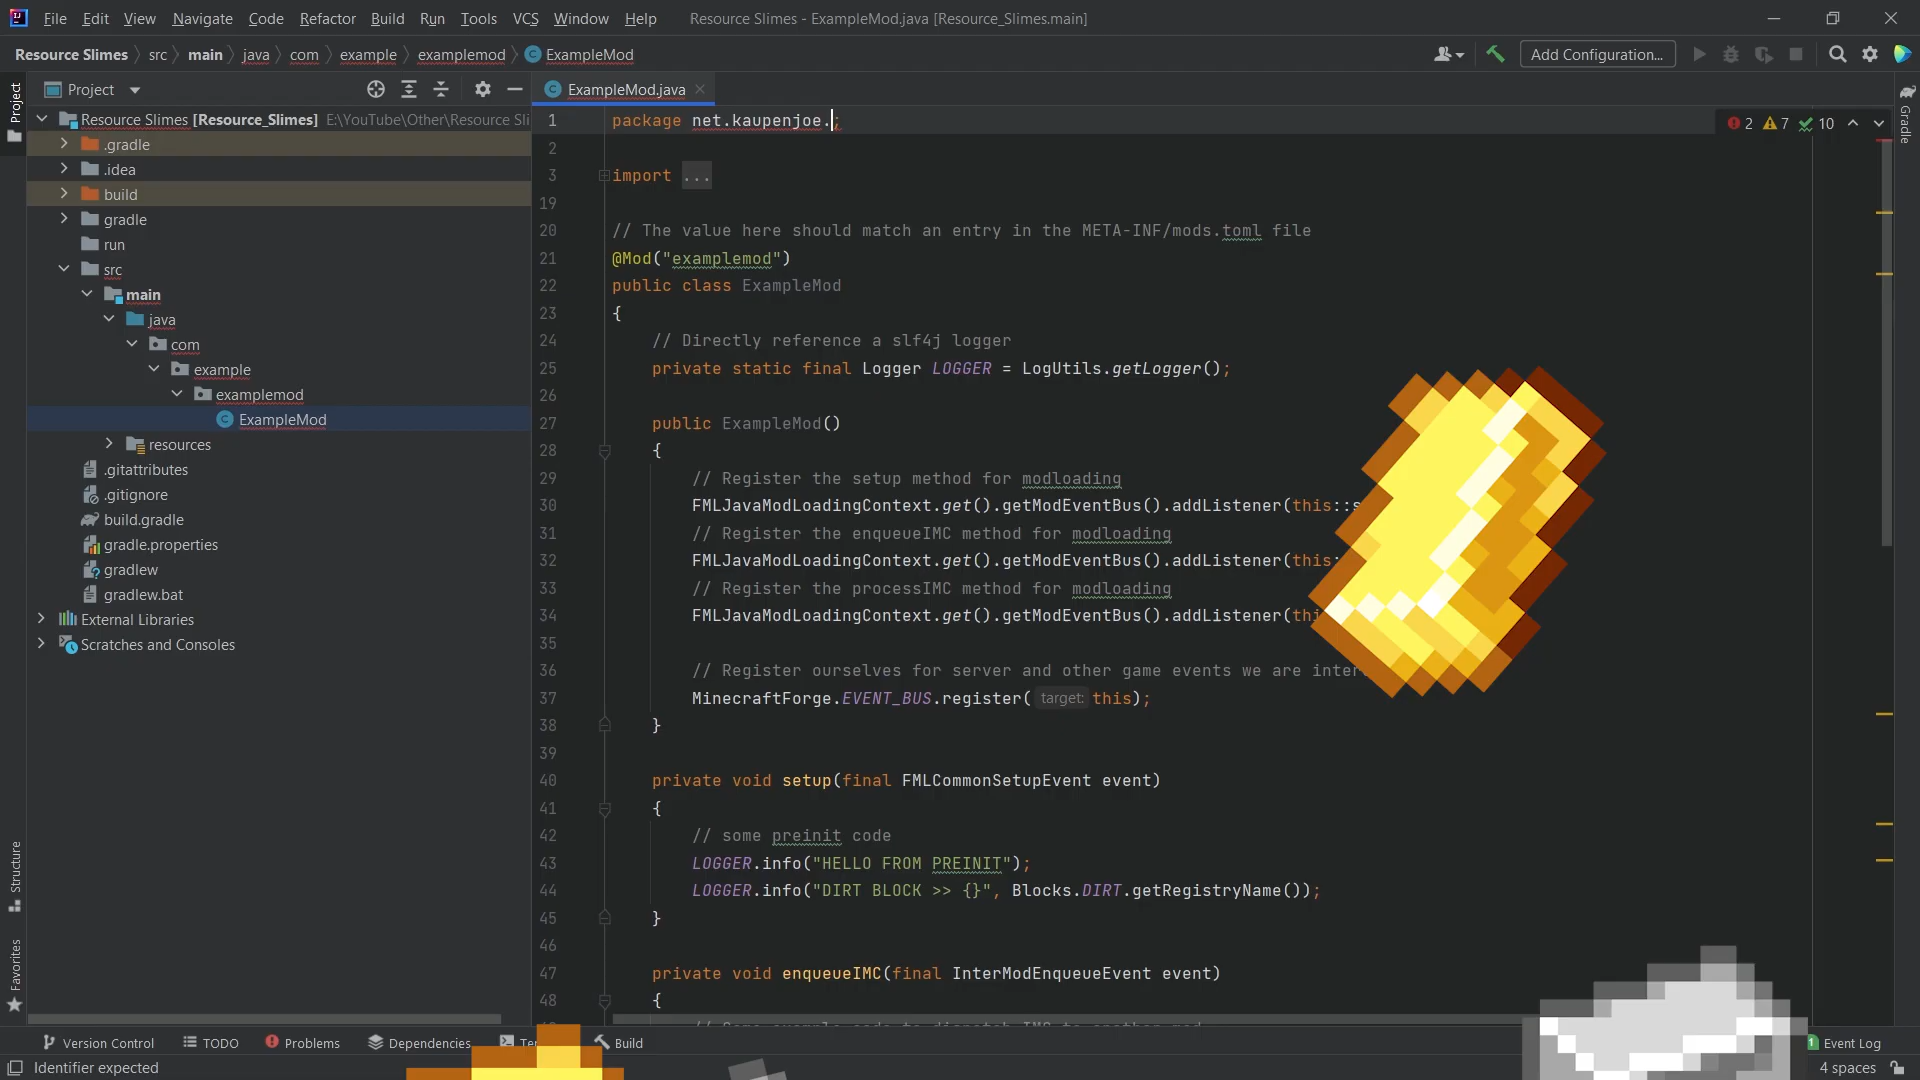 File Edit View Navigate Code Refactor Build Run Tools VCS Window Help Resource Slimes - ExampleMod.java [Resource_Slimes.main]
Resource Slimes src main java com example examplemod ExampleMod Add Configuration...
Project
ExampleMod.java
Project
Resource Slimes [Resource_Slimes] E:\YouTube\Other\Resource Sli
.gradle
.idea
build
gradle
run
src
main
java
com
example
examplemod
ExampleMod
resources
.gitattributes
.gitignore
build.gradle
gradle.properties
gradlew
gradlew.bat
External Libraries
Scratches and Consoles
Structure
Favorites
1 package net.kaupenjoe.;
2
3 import ...
19
20 // The value here should match an entry in the META-INF/mods.toml file
21 @Mod("examplemod")
22 public class ExampleMod
23 {
24 // Directly reference a slf4j logger
25 private static final Logger LOGGER = LogUtils.getLogger();
26
27 public ExampleMod()
28 {
29 // Register the setup method for modloading
30 FMLJavaModLoadingContext.get().getModEventBus().addListener(this::s
31 // Register the enqueueIMC method for modloading
32 FMLJavaModLoadingContext.get().getModEventBus().addListener(this:
33 // Register the processIMC method for modloading
34 FMLJavaModLoadingContext.get().getModEventBus().addListener(thi
35
36 // Register ourselves for server and other game events we are inter
37 MinecraftForge.EVENT_BUS.register( target: this);
38 }
39
40 private void setup(final FMLCommonSetupEvent event)
41 {
42 // some preinit code
43 LOGGER.info("HELLO FROM PREINIT");
44 LOGGER.info("DIRT BLOCK >> {}", Blocks.DIRT.getRegistryName());
45 }
46
47 private void enqueueIMC(final InterModEnqueueEvent event)
48 {
2 7 10
Gradle
Version Control TODO Problems Dependencies Te Build 1 Event Log
Identifier expected 4 spaces